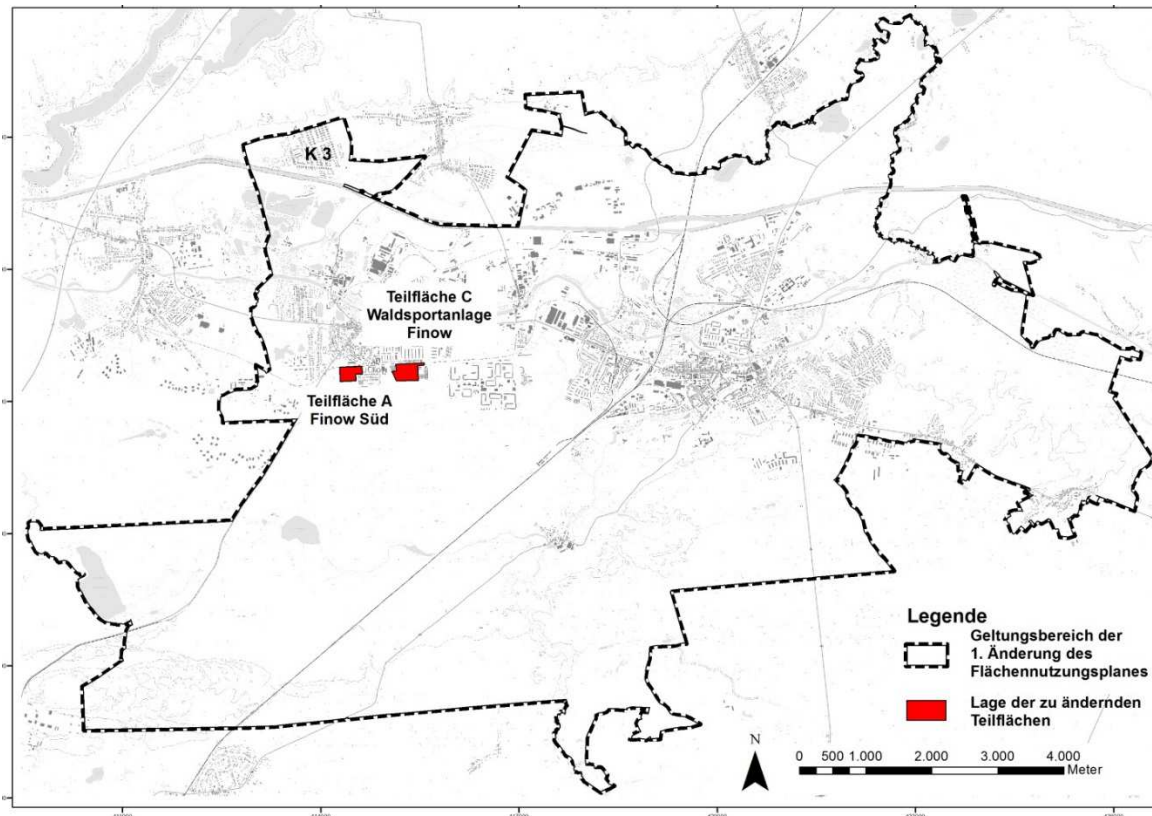 K 3
Teilfläche C
Waldsportanlage
Finow
Teilfläche A
Finow Süd
Legende
Geltungsbereich der
1. Änderung des
Flächennutzungsplanes
Lage der zu ändernden
Teilflächen
N
0 500 1.000 2.000 3.000 4.000
Meter